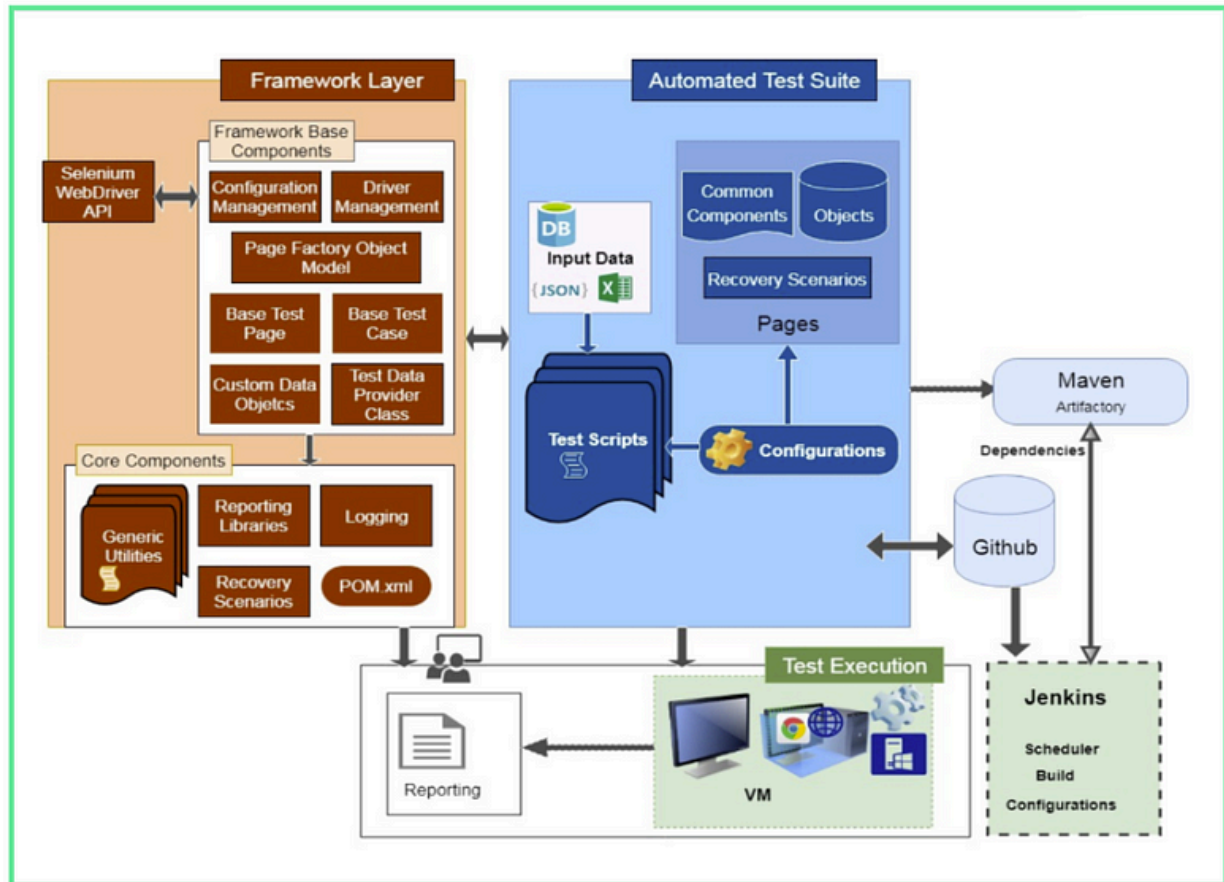 Framework Layer
Framework Base
Components
Selenium
WebDriver
API
Configuration
Management
Driver
Management
Page Factory Object
Model
Base Test
Page
Base Test
Case
Custom Data
Objetcs
Test Data
Provider
Class
Core Components
Generic
Utilities
Reporting
Libraries
Logging
Recovery
Scenarios
POM.xml
Automated Test Suite
DB
Input Data
{JSON}
X
Common
Components
Objects
Recovery Scenarios
Pages
Test Scripts
Configurations
Maven
Artifactory
Dependencies
Github
Jenkins
Scheduler
Build
Configurations
Test Execution
Reporting
VM